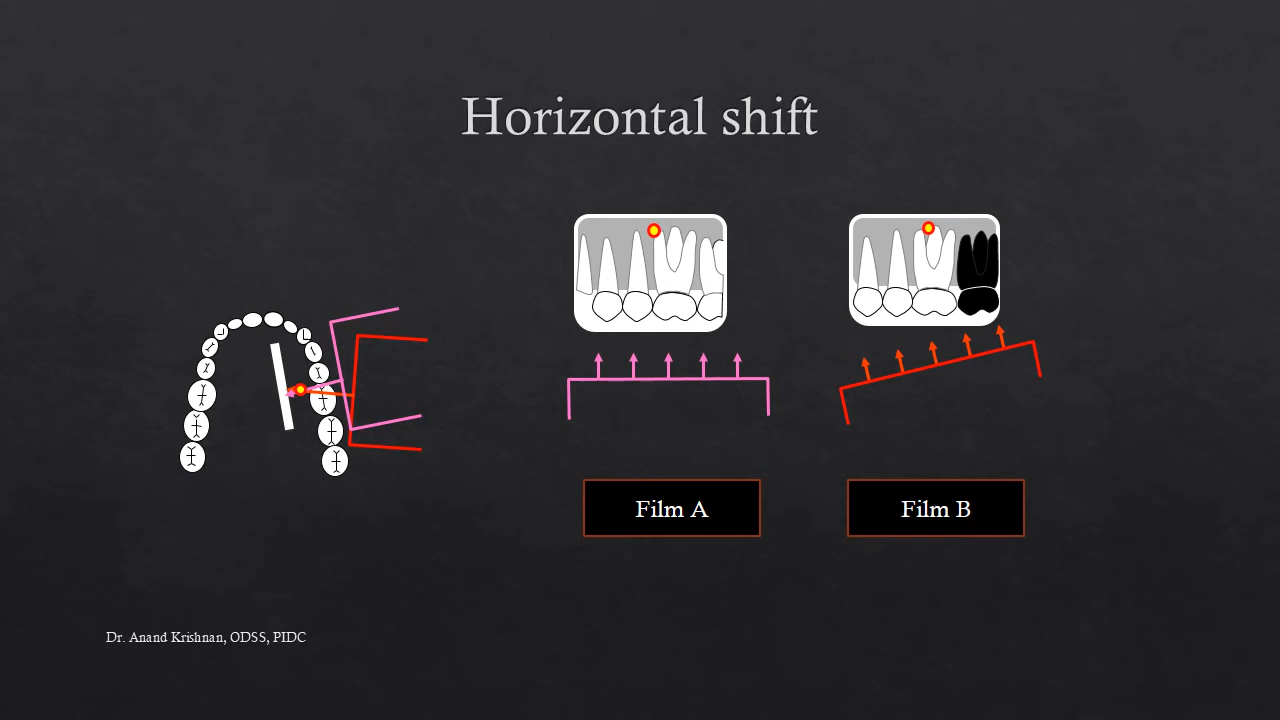 Horizontal shift
Film A
Film B
Dr. Anand Krishnan, ODSS, PIDC